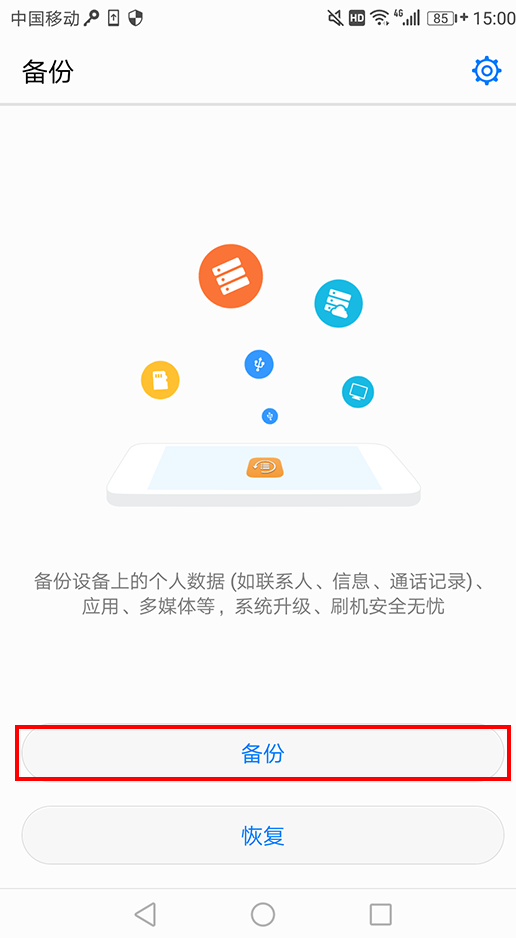 中国移动 HD 4G 85 15:00
备份
备份设备上的个人数据 (如联系人、信息、通话记录)、
应用、多媒体等，系统升级、刷机安全无忧
备份
恢复